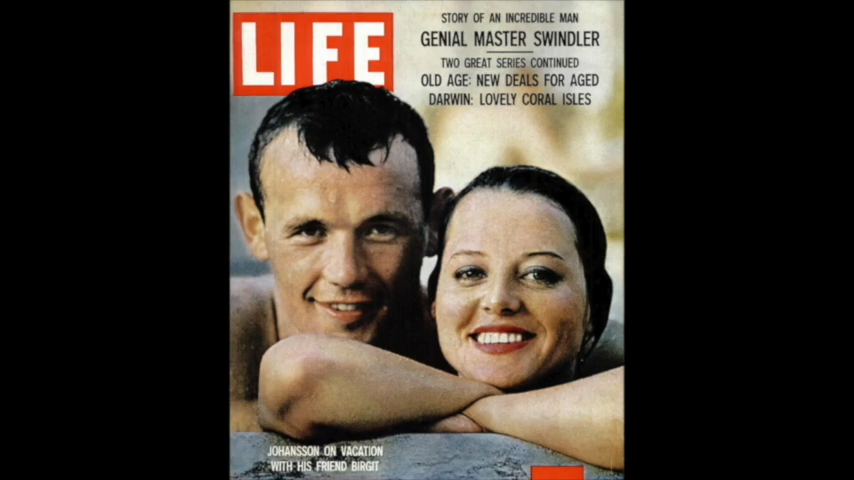 LIFE
STORY OF AN INCREDIBLE MAN
GENIAL MASTER SWINDLER
TWO GREAT SERIES CONTINUED
OLD AGE: NEW DEALS FOR AGED
DARWIN: LOVELY CORAL ISLES
JOHANSSON ON VACATION
WITH HIS FRIEND BIRGIT